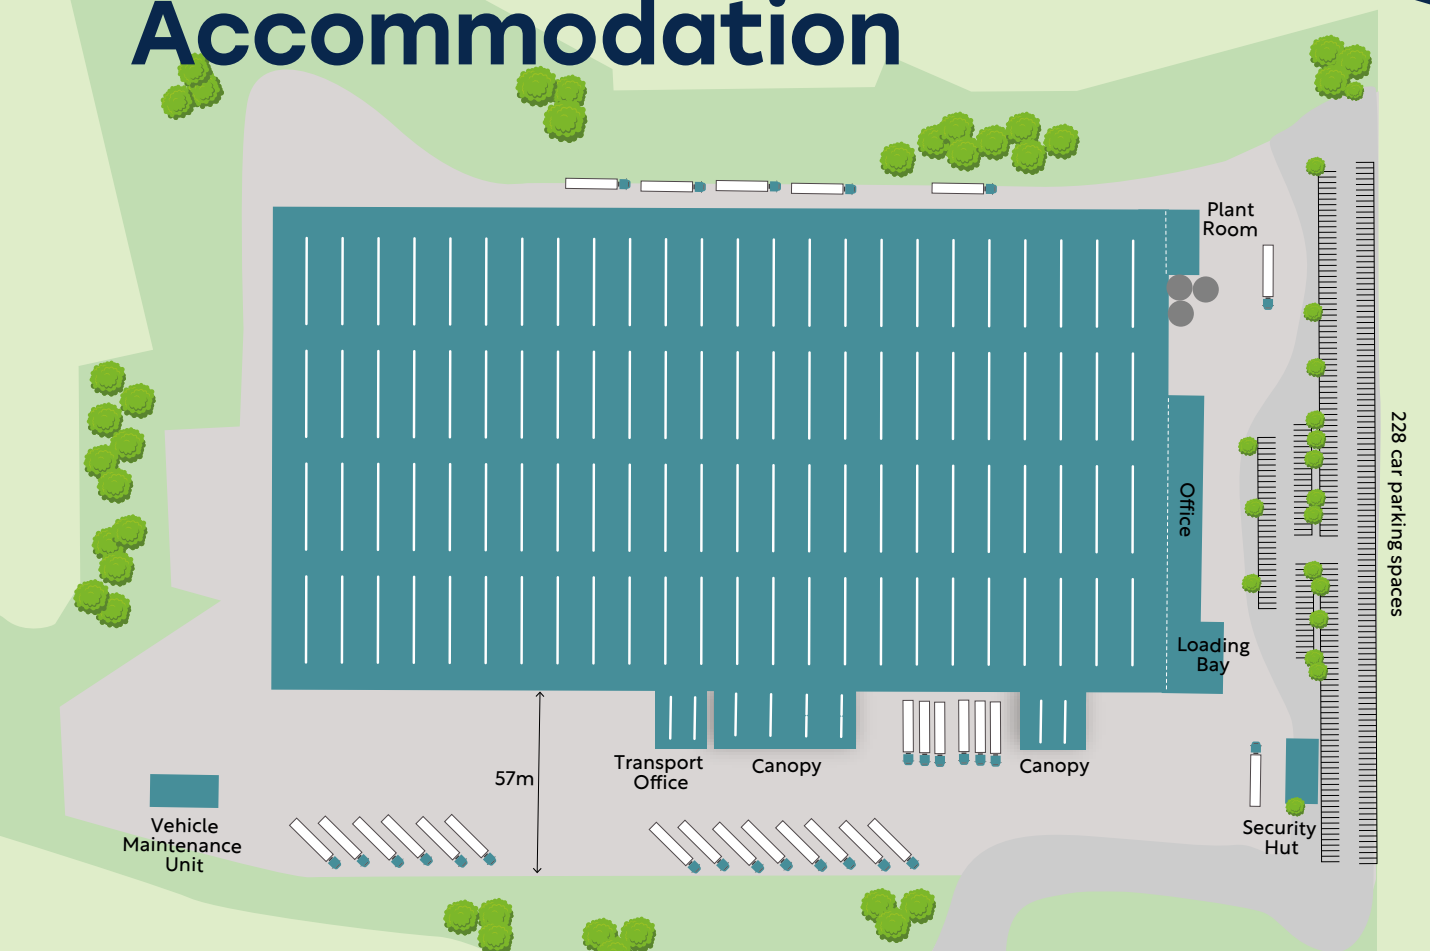 Accommodation
Plant
Room
Office
228 car parking spaces
Loading
Bay
Transport
Office
Canopy
Canopy
57m
Vehicle
Maintenance
Unit
Security
Hut